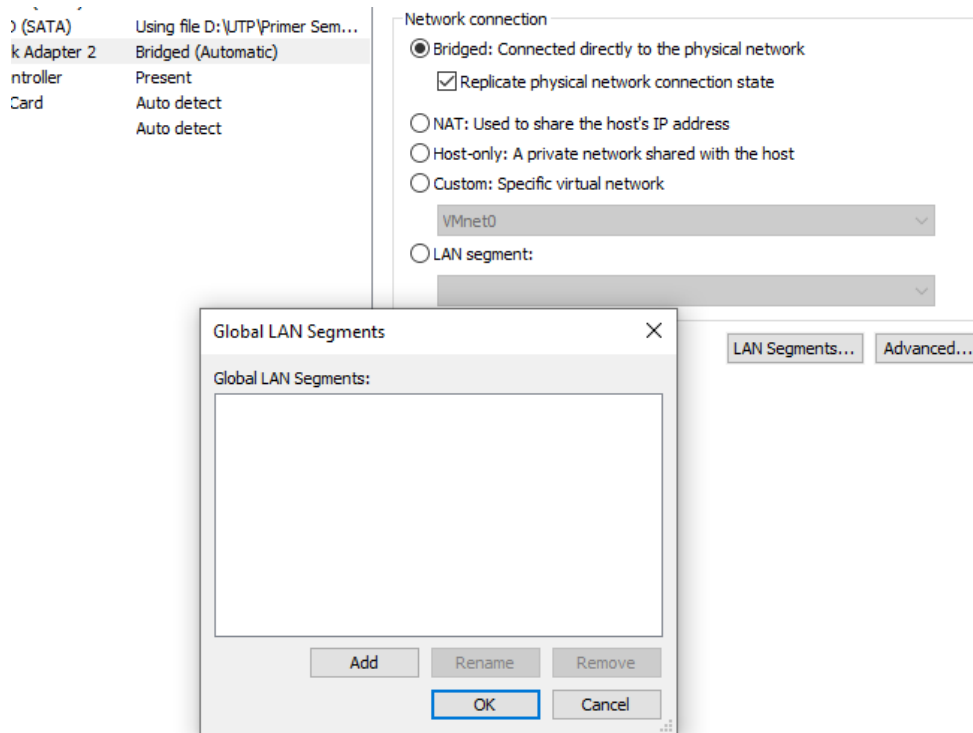 (SATA) Using file D:\UTP\Primer Sem...
k Adapter 2 Bridged (Automatic)
ntroller Present
Card Auto detect
Auto detect
Network connection
Bridged: Connected directly to the physical network
Replicate physical network connection state
NAT: Used to share the host's IP address
Host-only: A private network shared with the host
Custom: Specific virtual network
VMnet0
LAN segment:
LAN Segments... Advanced...
Global LAN Segments
Global LAN Segments:
Add Rename Remove
OK Cancel